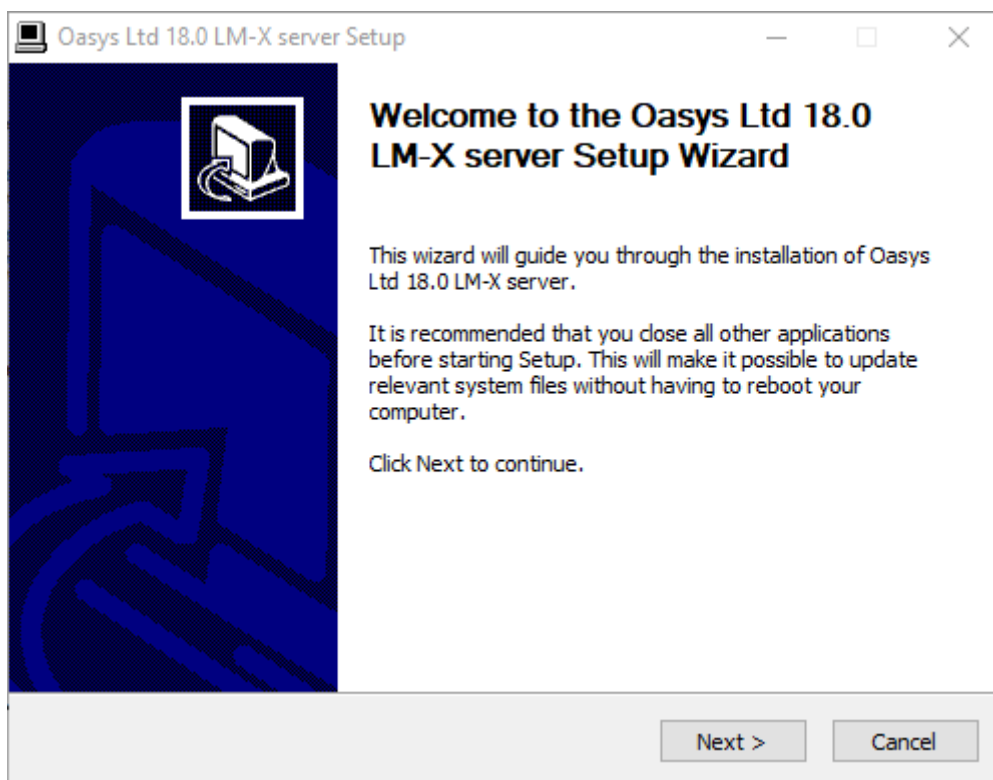 Oasys Ltd 18.0 LM-X server Setup
Welcome to the Oasys Ltd 18.0
LM-X server Setup Wizard
This wizard will guide you through the installation of Oasys
Ltd 18.0 LM-X server.
It is recommended that you close all other applications
before starting Setup. This will make it possible to update
relevant system files without having to reboot your
computer.
Click Next to continue.
Next >
Cancel